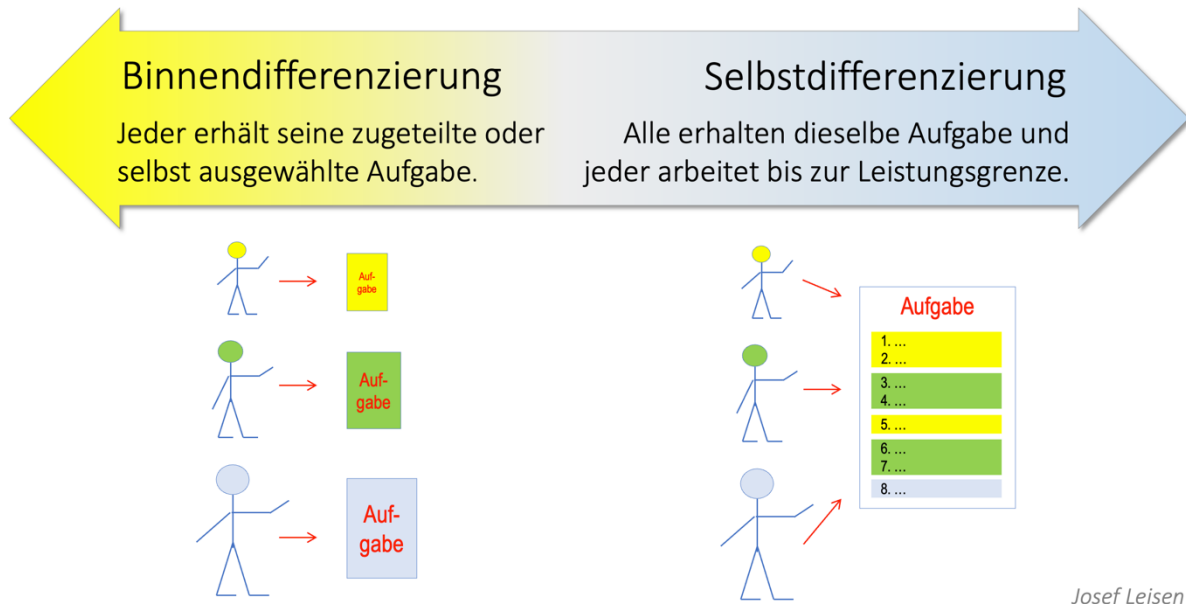 Binnendifferenzierung
Jeder erhält seine zugeteilte oder
selbst ausgewählte Aufgabe.
Selbstdifferenzierung
Alle erhalten dieselbe Aufgabe und
jeder arbeitet bis zur Leistungsgrenze.
Auf-
gabe
Auf-
gabe
Auf-
gabe
Aufgabe
1. ...
2. ...
3. ...
4. ...
5. ...
6. ...
7. ...
8. ...
Josef Leisen